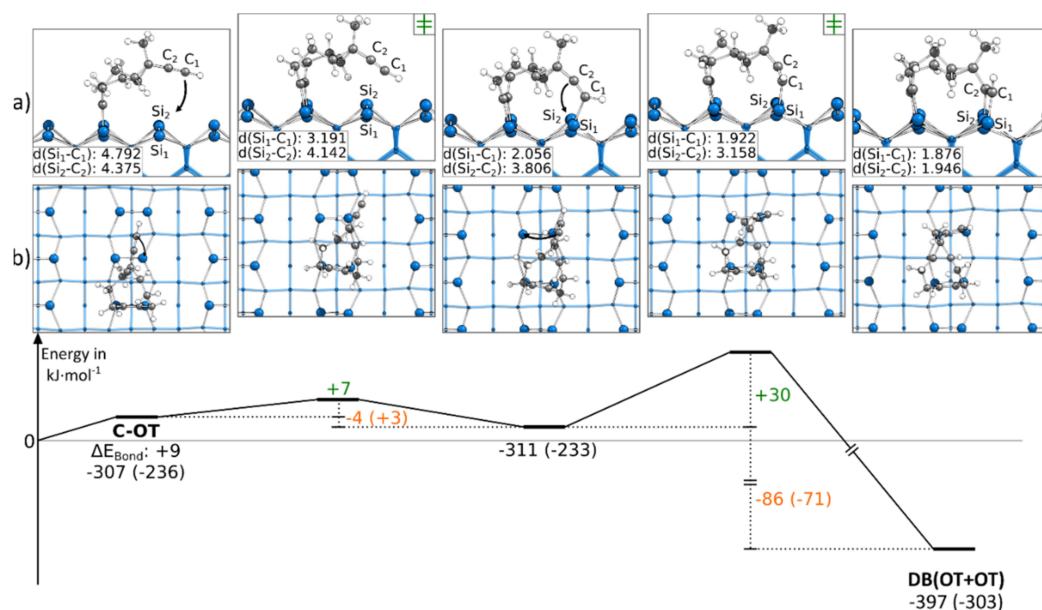 a)
C₂ C₁
Si₂
Si₁
d(Si₁-C₁): 4.792
d(Si₂-C₂): 4.375
‡
C₂
C₁
Si₂
Si₁
d(Si₁-C₁): 3.191
d(Si₂-C₂): 4.142
C₂
C₁
Si₂
Si₁
d(Si₁-C₁): 2.056
d(Si₂-C₂): 3.806
‡
C₂
C₁
Si₂
Si₁
d(Si₁-C₁): 1.922
d(Si₂-C₂): 3.158
C₂ C₁
Si₂
Si₁
d(Si₁-C₁): 1.876
d(Si₂-C₂): 1.946
b)
Energy in
kJ·mol⁻¹
0
C-OT
ΔE_Bond: +9
-307 (-236)
+7
-4 (+3)
-311 (-233)
+30
-86 (-71)
DB(OT+OT)
-397 (-303)